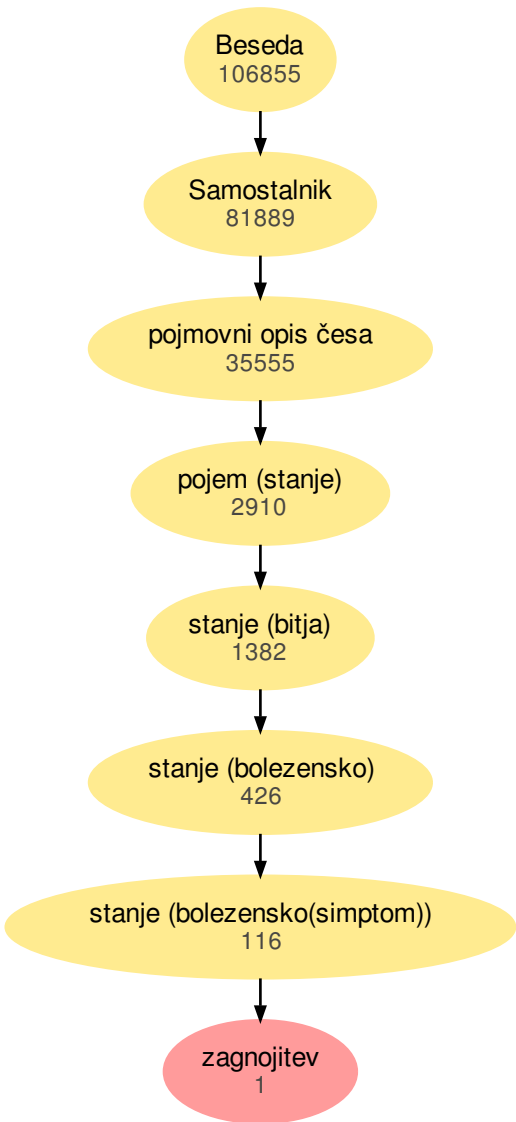 Beseda
106855
Samostalnik
81889
pojmovni opis česa
35555
pojem (stanje)
2910
stanje (bitja)
1382
stanje (bolezensko)
426
stanje (bolezensko(simptom))
116
zagnojitev
1